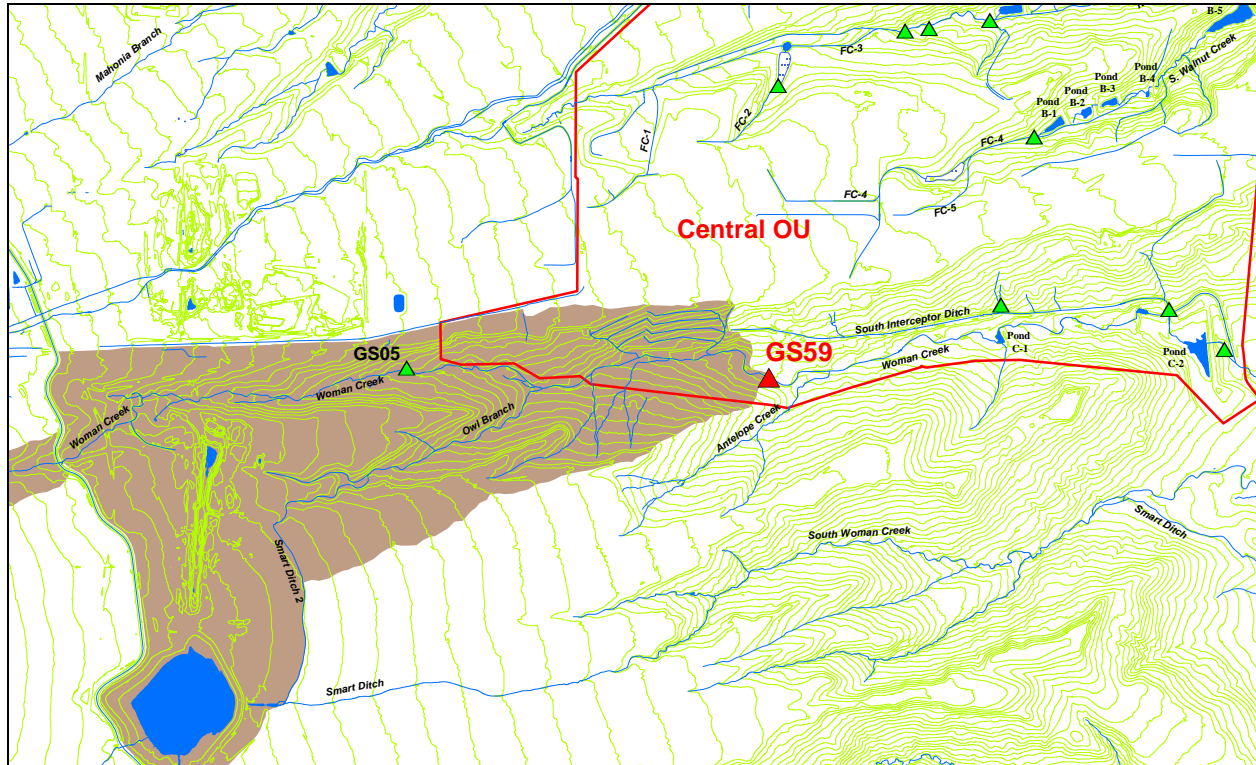 B-5
Mahonia Branch
FC-3
S. Walnut Creek
Pond
B-4
Pond
B-3
Pond
B-2
Pond
B-1
FC-2
FC-1
FC-4
FC-4
FC-5
Central OU
South Interceptor Ditch
GS05
GS59
Woman Creek
Pond
C-1
Pond
C-2
Woman Creek
Woman Creek
Owl Branch
Antelope Creek
South Woman Creek
Smart Ditch
Smart Ditch 2
Smart Ditch